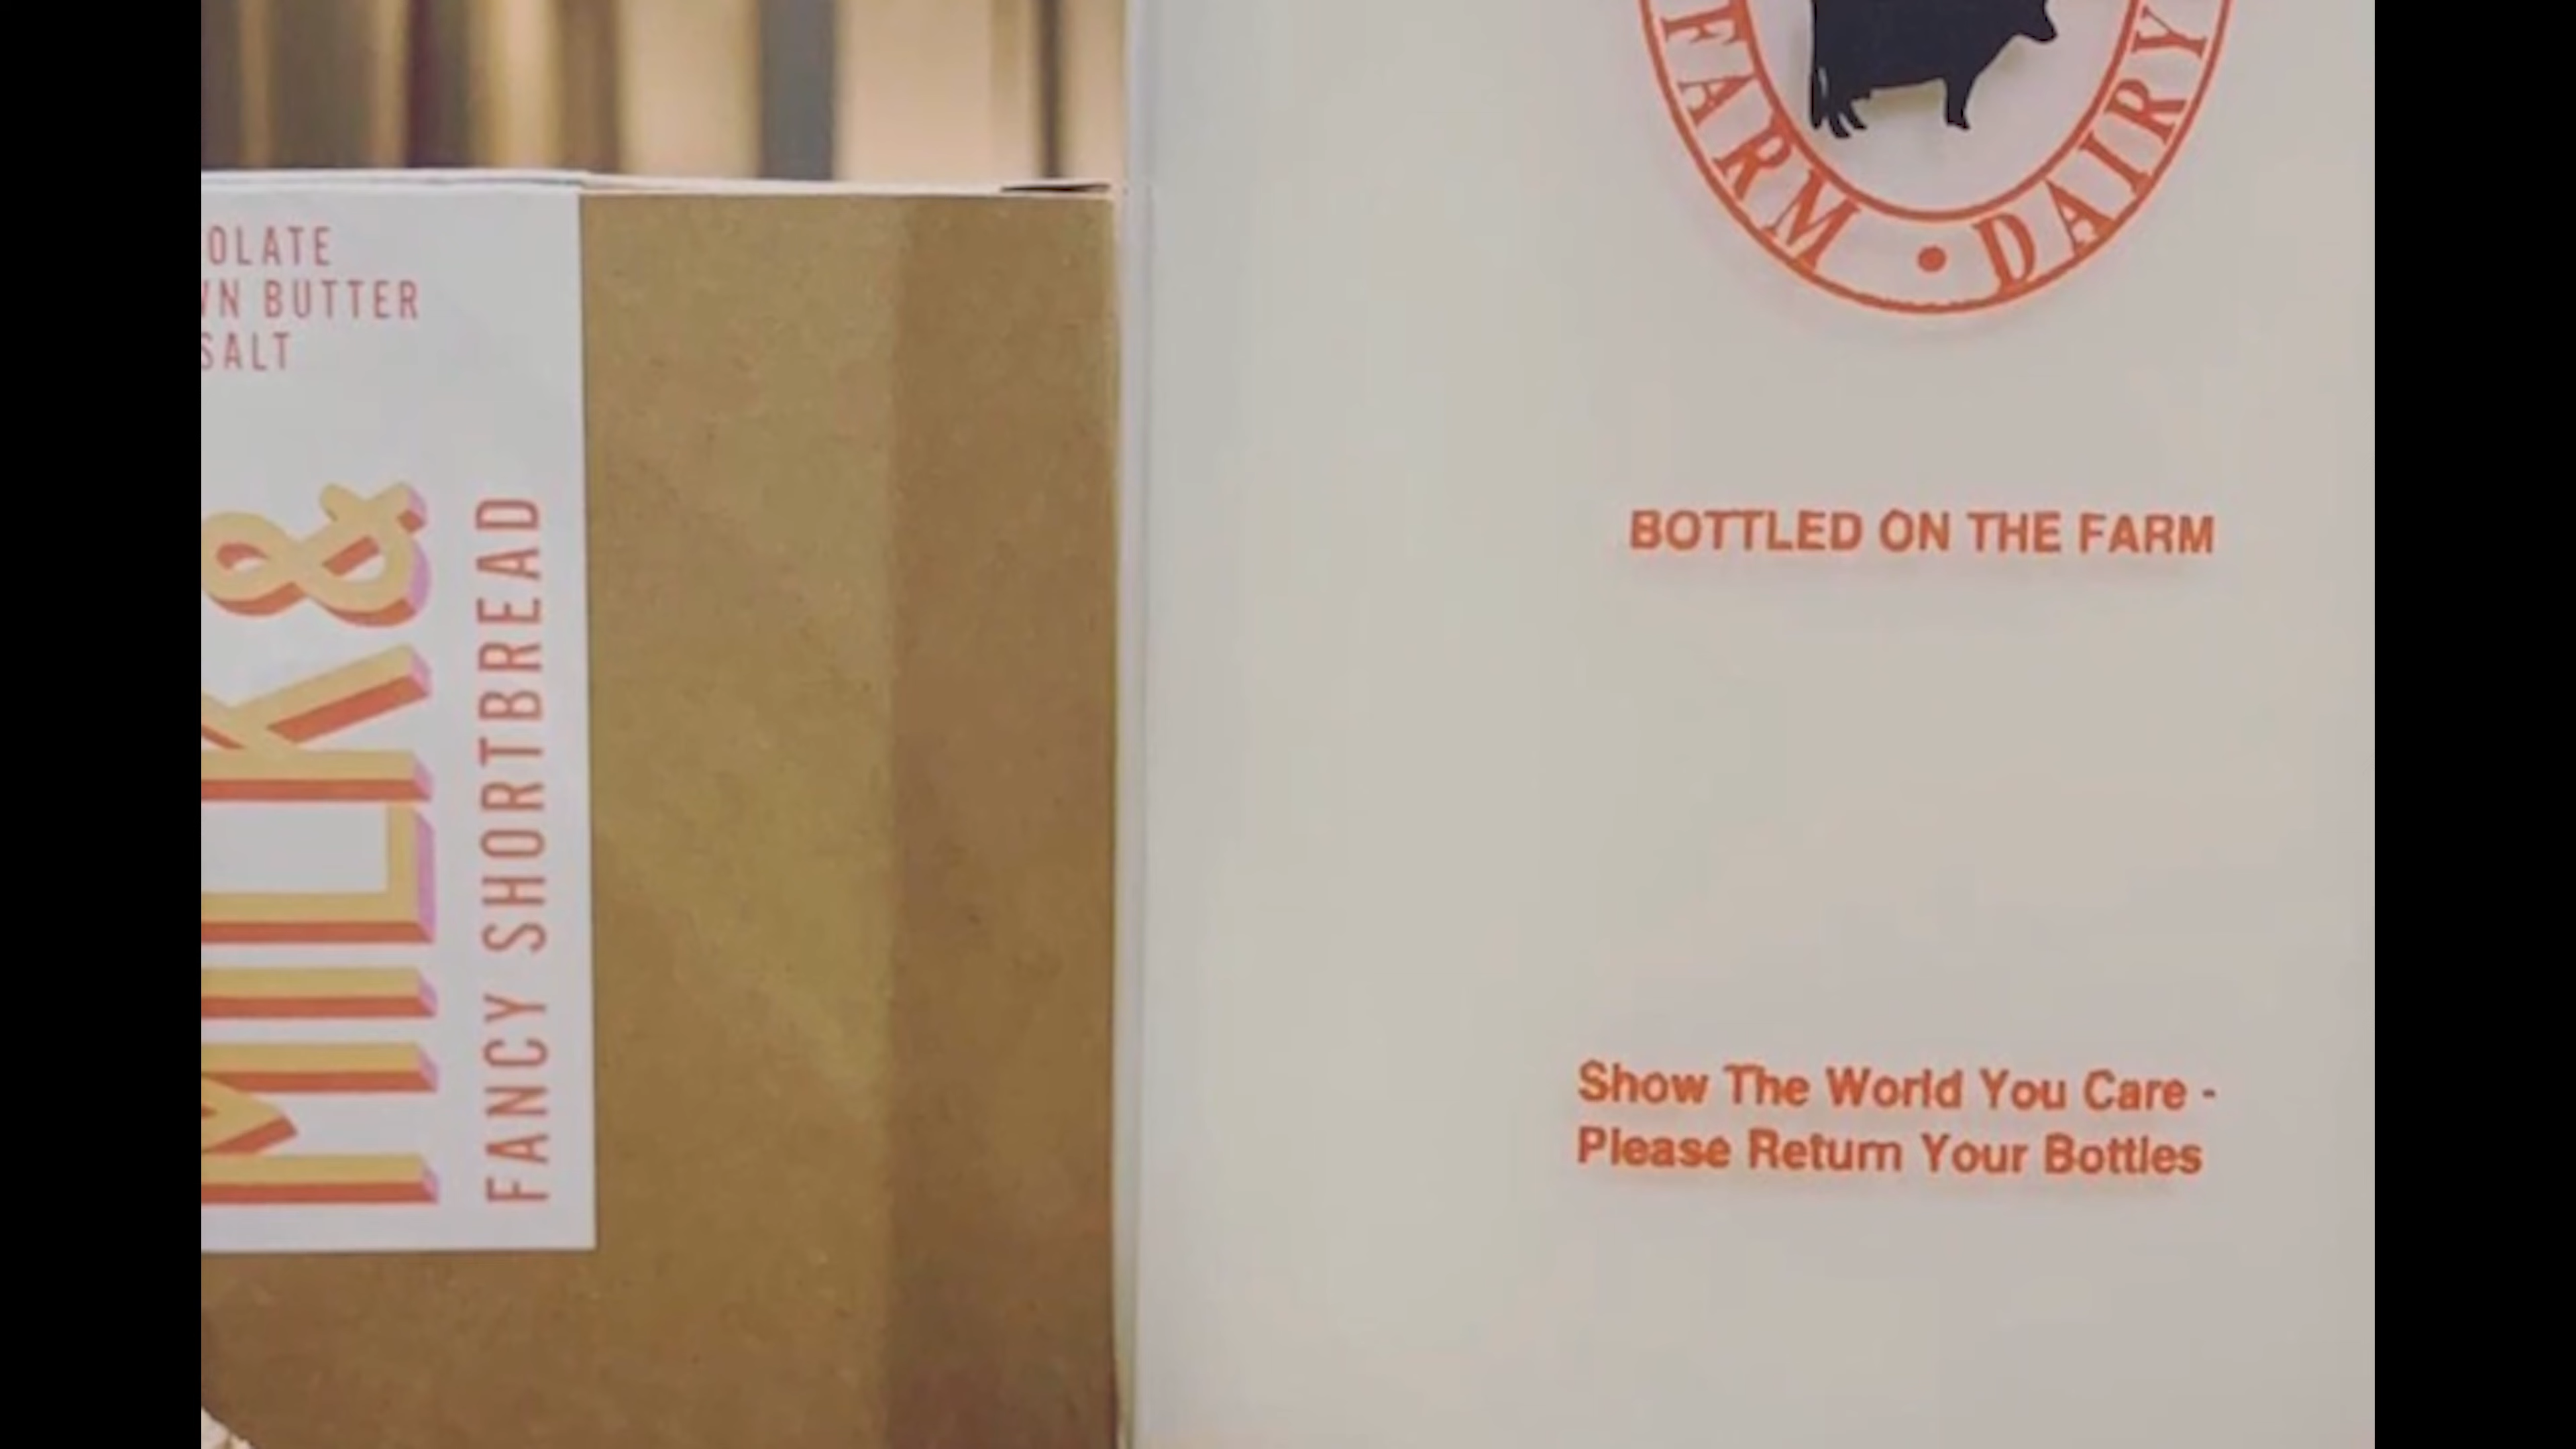 OLATE
BUTTER
SALT
MILK &
FANCY SHORTBREAD
FARM • DAIRY
BOTTLED ON THE FARM
Show The World You Care -
Please Return Your Bottles